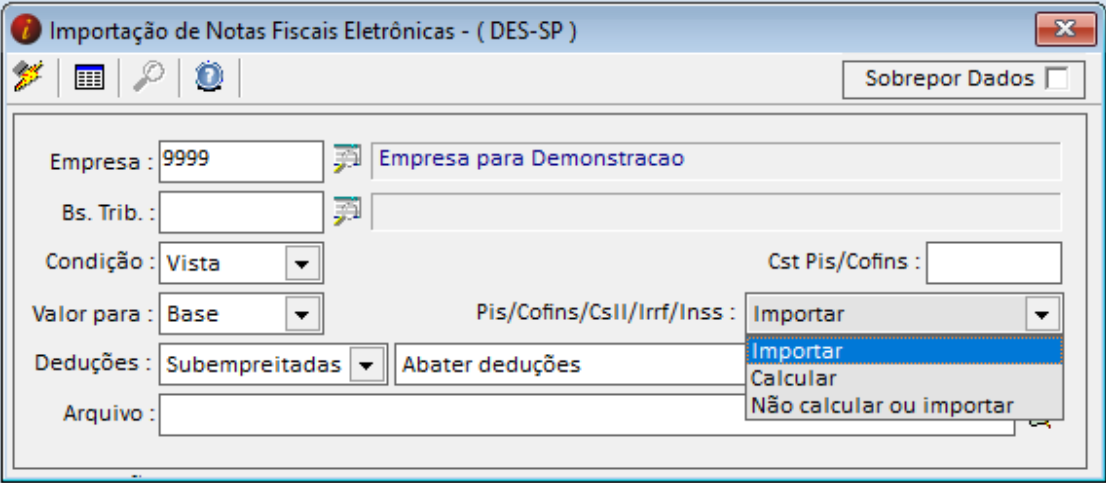 Importação de Notas Fiscais Eletrônicas - ( DES-SP )
Sobrepor Dados
Empresa : 9999 Empresa para Demonstracao
Bs. Trib. :
Condição : Vista Cst Pis/Cofins :
Valor para : Base Pis/Cofins/Csll/Irrf/Inss : Importar
Importar
Deduções : Subempreitadas Abater deduções
Calcular
Não calcular ou importar
Arquivo :